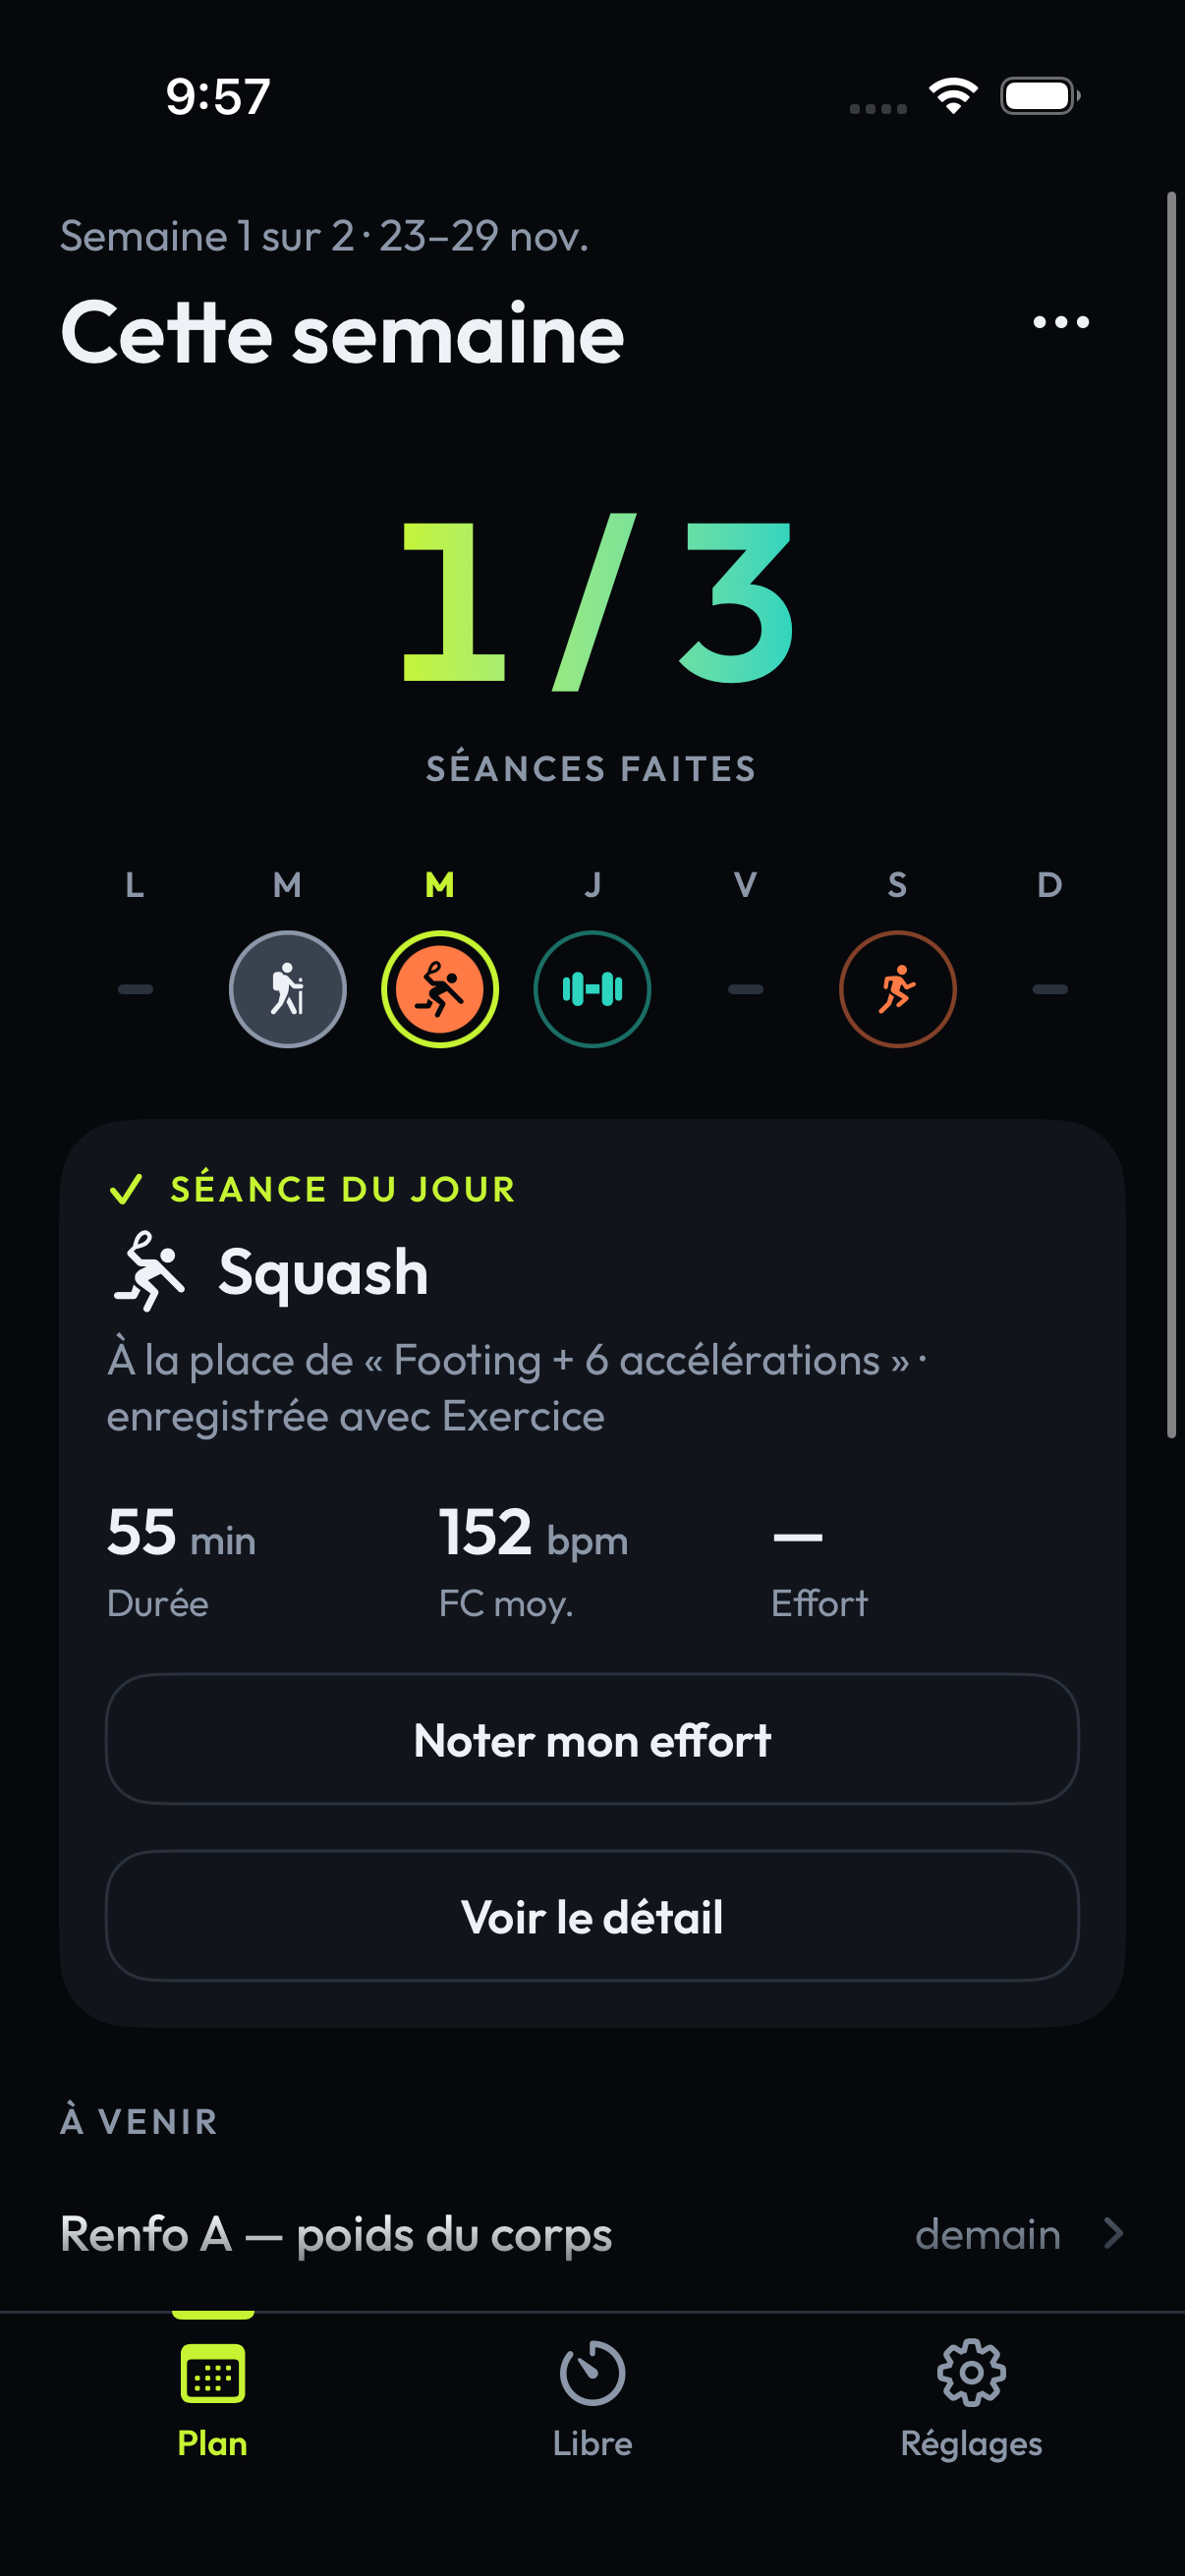 9:57
Semaine 1 sur 2 · 23–29 nov.
Cette semaine
1/3
SÉANCES FAITES
L M M J V S D
SÉANCE DU JOUR
Squash
À la place de « Footing + 6 accélérations » ·
enregistrée avec Exercice
55 min 152 bpm —
Durée FC moy. Effort
Noter mon effort
Voir le détail
À VENIR
Renfo A — poids du corps demain
Plan Libre Réglages